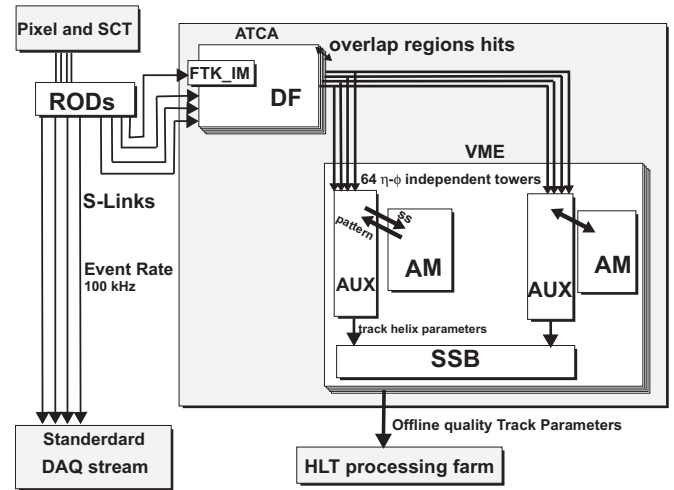 Pixel and SCT
ATCA
overlap regions hits
FTK_IM
DF
RODs
VME
64 η-ϕ independent towers
S-Links
ss
pattern
AM
AM
Event Rate
100 kHz
AUX
AUX
track helix parameters
SSB
Offline quality Track Parameters
Standerdard
DAQ stream
HLT processing farm